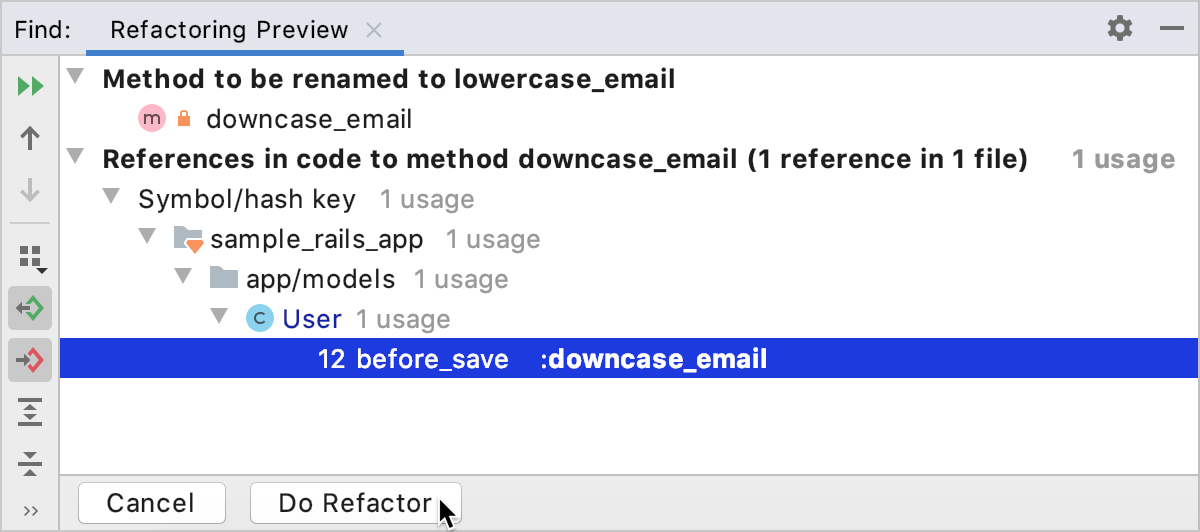 Find: Refactoring Preview
Method to be renamed to lowercase_email
m downcase_email
References in code to method downcase_email (1 reference in 1 file) 1 usage
Symbol/hash key 1 usage
sample_rails_app 1 usage
app/models 1 usage
C User 1 usage
12 before_save :downcase_email
Cancel Do Refactor